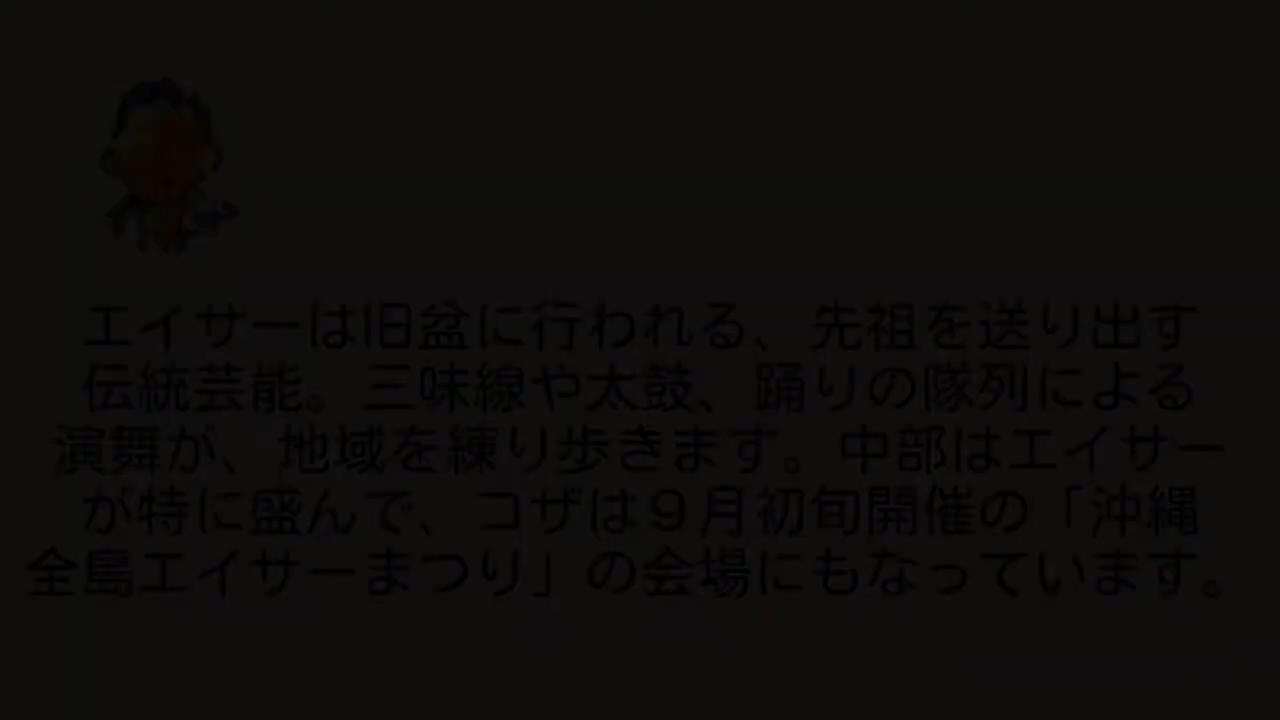 エイサーは旧盆に行われる、先祖を送り出す
伝統芸能。三味線や太鼓、踊りの隊列による
演舞が、地域を練り歩きます。中部はエイサー
が特に盛んで、コザは９月初旬開催の「沖縄
全島エイサーまつり」の会場にもなっています。